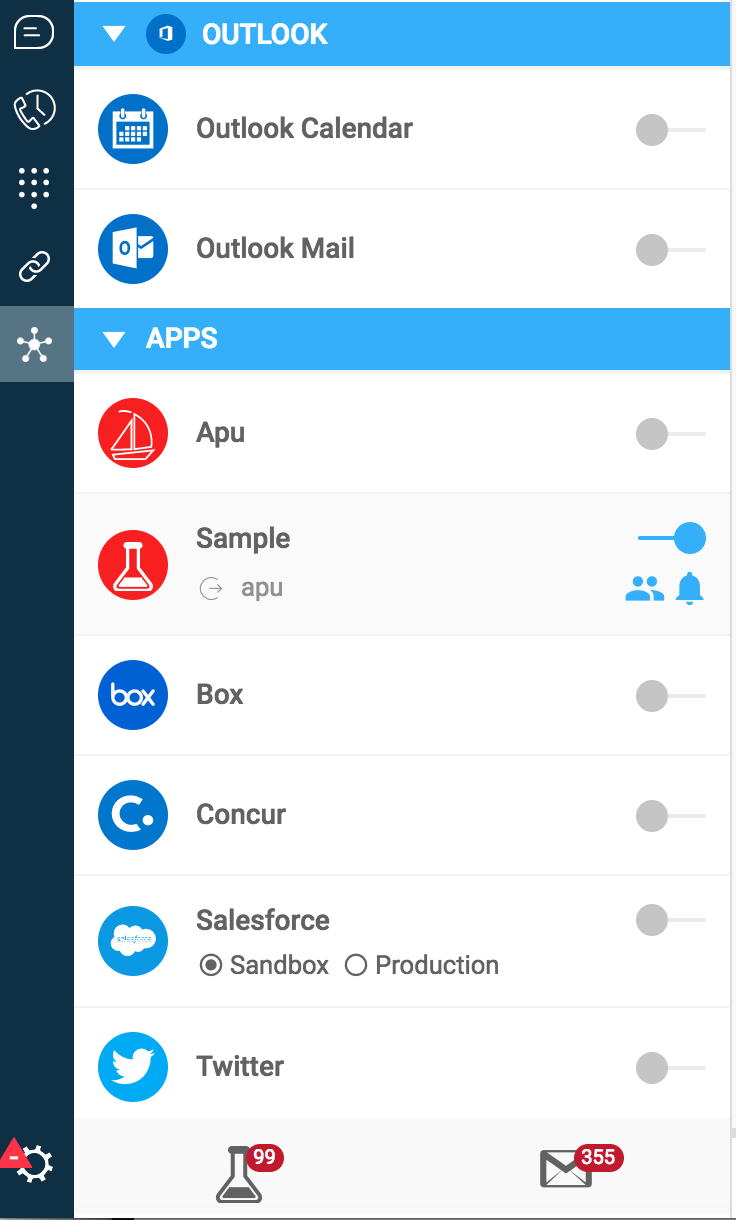 OUTLOOK
Outlook Calendar
Outlook Mail
APPS
Apu
Sample
apu
box
Box
Concur
salesforce
Salesforce
Sandbox Production
Twitter
99
355